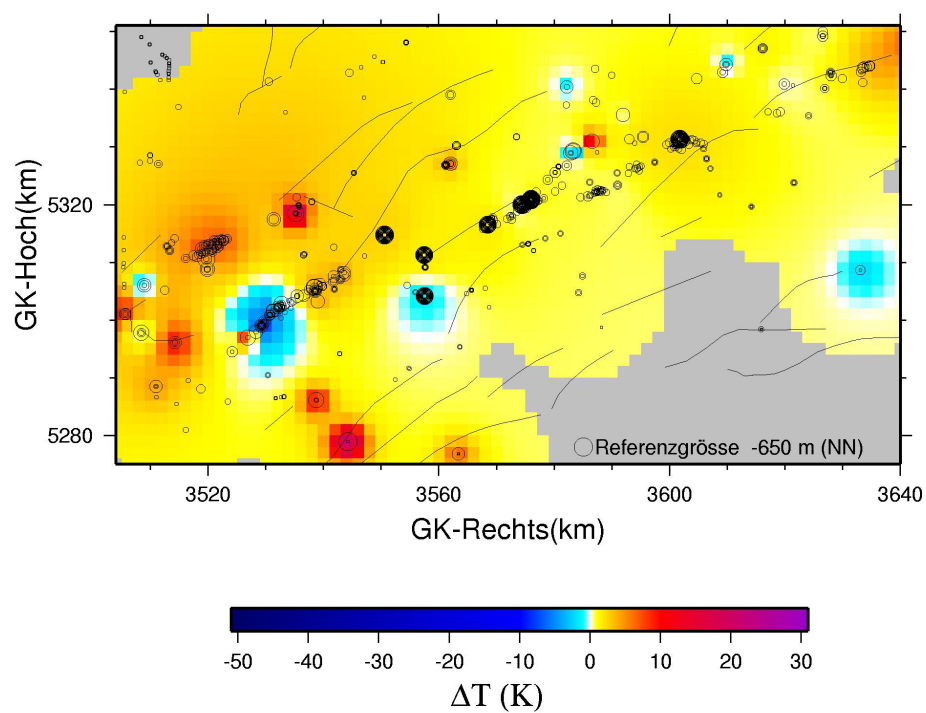 GK-Hoch(km)
5320
5280
Referenzgrösse -650 m (NN)
3520 3560 3600 3640
GK-Rechts(km)
-50 -40 -30 -20 -10 0 10 20 30
ΔT (K)